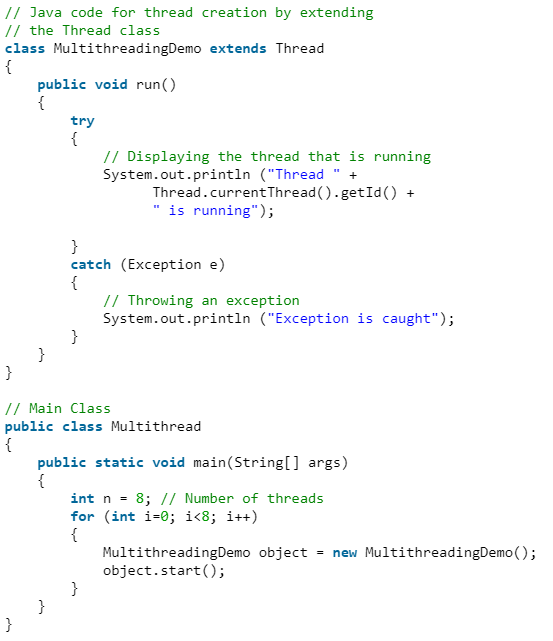 // Java code for thread creation by extending
// the Thread class
class MultithreadingDemo extends Thread
{
    public void run()
    {
        try
        {
            // Displaying the thread that is running
            System.out.println ("Thread " +
                  Thread.currentThread().getId() +
                  " is running");

        }
        catch (Exception e)
        {
            // Throwing an exception
            System.out.println ("Exception is caught");
        }
    }
}

// Main Class
public class Multithread
{
    public static void main(String[] args)
    {
        int n = 8; // Number of threads
        for (int i=0; i<8; i++)
        {
            MultithreadingDemo object = new MultithreadingDemo();
            object.start();
        }
    }
}